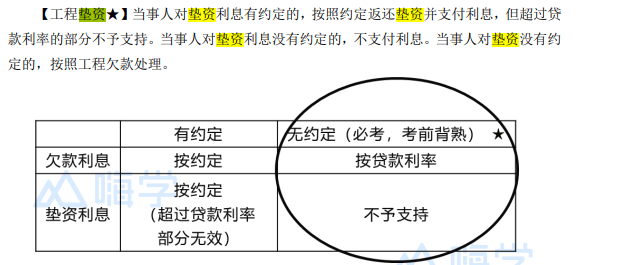 【工程垫资★】当事人对垫资利息有约定的，按照约定返还垫资并支付利息，但超过贷
款利率的部分不予支持。当事人对垫资利息没有约定的，不支付利息。当事人对垫资没有约
定的，按照工程欠款处理。
有约定 无约定（必考，考前背熟） ★
欠款利息 按约定 按贷款利率
垫资利息 按约定 不予支持
（超过贷款利率
部分无效）
嗨学
嗨学